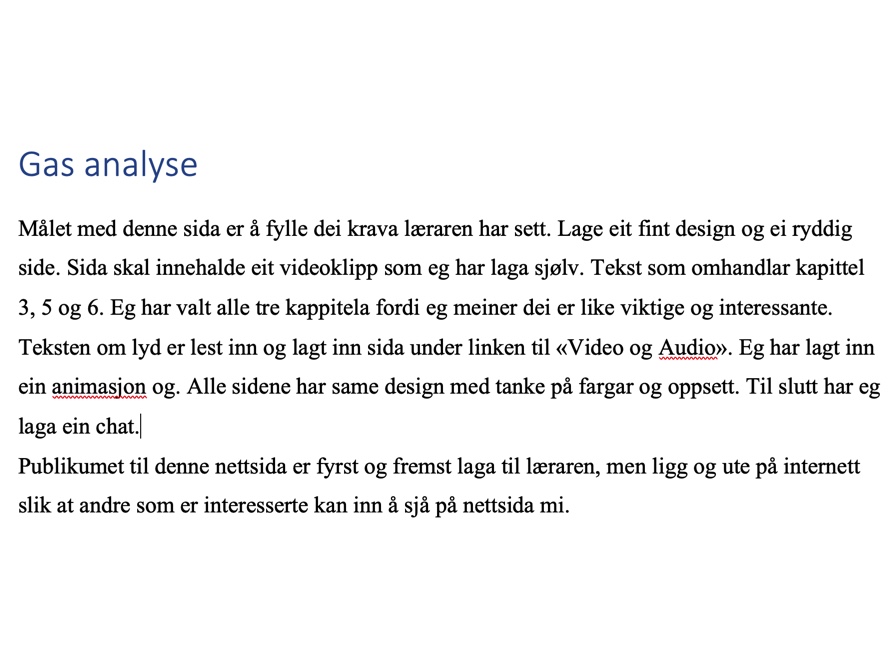 Gas analyse
Målet med denne sida er å fylle dei krava læraren har sett. Lage eit fint design og ei ryddig
side. Sida skal innehalde eit videoklipp som eg har laga sjølv. Tekst som omhandlar kapittel
3, 5 og 6. Eg har valt alle tre kappitela fordi eg meiner dei er like viktige og interessante.
Teksten om lyd er lest inn og lagt inn sida under linken til «Video og Audio». Eg har lagt inn
ein animasjon og. Alle sidene har same design med tanke på fargar og oppsett. Til slutt har eg
laga ein chat.
Publikumet til denne nettsida er fyrst og fremst laga til læraren, men ligg og ute på internett
slik at andre som er interesserte kan inn å sjå på nettsida mi.